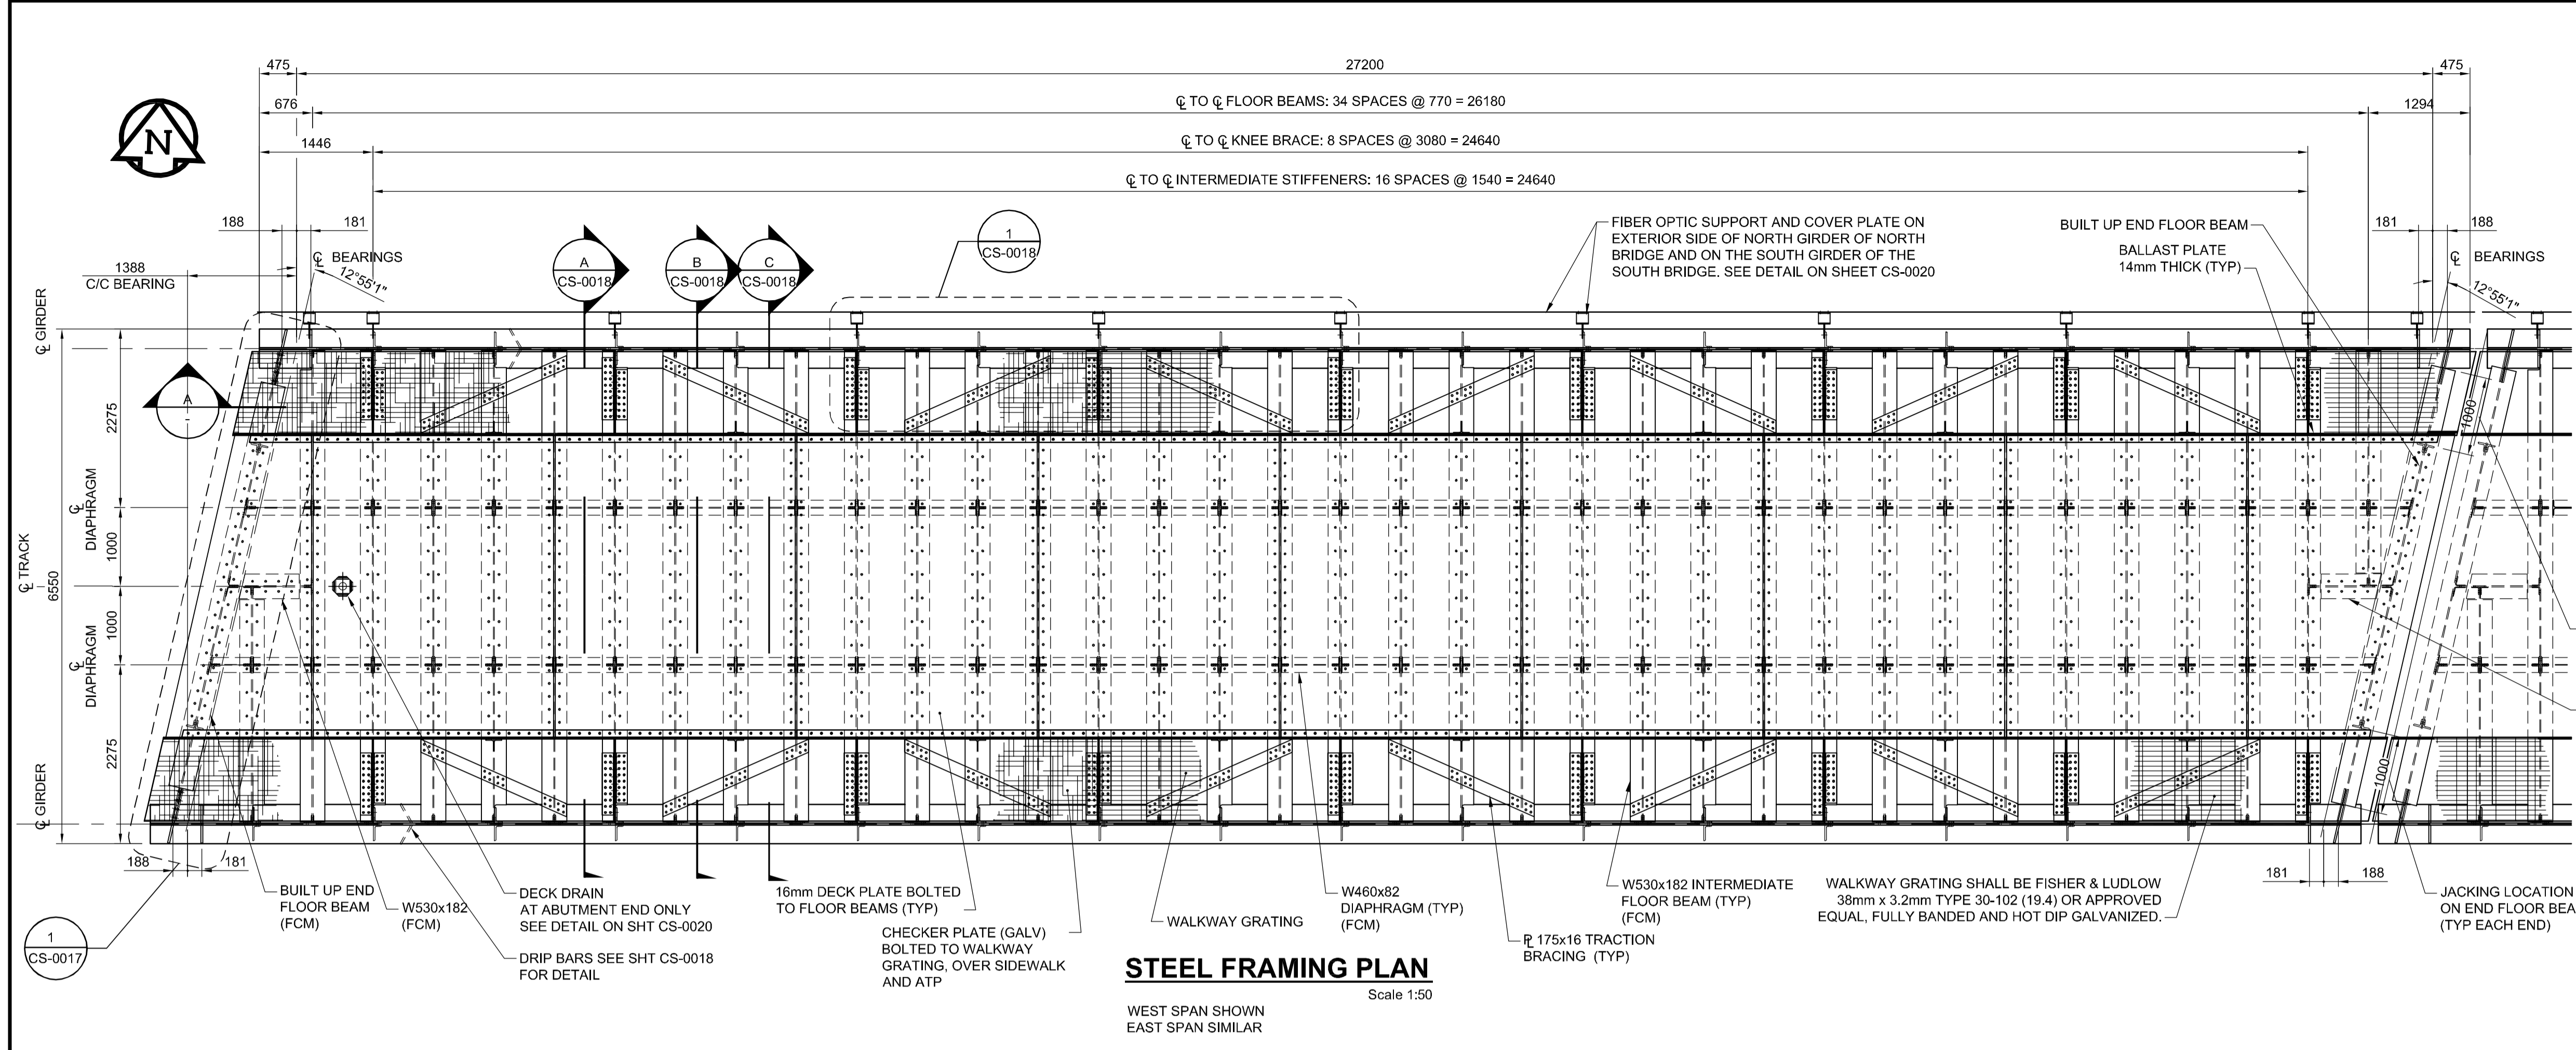 475
27200
475
676
℄ TO ℄ FLOOR BEAMS: 34 SPACES @ 770 = 26180
1294
N
1446
℄ TO ℄ KNEE BRACE: 8 SPACES @ 3080 = 24640
℄ TO ℄ INTERMEDIATE STIFFENERS: 16 SPACES @ 1540 = 24640
188
181
℄ BEARINGS
12°55'1"
1388
C/C BEARING
A
CS-0018
B
CS-0018
C
CS-0018
1
CS-0018
FIBER OPTIC SUPPORT AND COVER PLATE ON
EXTERIOR SIDE OF NORTH GIRDER OF NORTH
BRIDGE AND ON THE SOUTH GIRDER OF THE
SOUTH BRIDGE. SEE DETAIL ON SHEET CS-0020
BUILT UP END FLOOR BEAM
BALLAST PLATE
14mm THICK (TYP)
181
188
℄ BEARINGS
12°55'1"
℄ GIRDER
A
-
2275
1000
℄ DIAPHRAGM
1000
℄ TRACK
6550
1000
℄ DIAPHRAGM
2275
℄ GIRDER
1000
188
181
1
CS-0017
BUILT UP END
FLOOR BEAM
(FCM)
W530x182
(FCM)
DECK DRAIN
AT ABUTMENT END ONLY
SEE DETAIL ON SHT CS-0020
DRIP BARS SEE SHT CS-0018
FOR DETAIL
16mm DECK PLATE BOLTED
TO FLOOR BEAMS (TYP)
CHECKER PLATE (GALV)
BOLTED TO WALKWAY
GRATING, OVER SIDEWALK
AND ATP
WALKWAY GRATING
W460x82
DIAPHRAGM (TYP)
(FCM)
℄ 175x16 TRACTION
BRACING (TYP)
W530x182 INTERMEDIATE
FLOOR BEAM (TYP)
(FCM)
WALKWAY GRATING SHALL BE FISHER & LUDLOW
38mm x 3.2mm TYPE 30-102 (19.4) OR APPROVED
EQUAL, FULLY BANDED AND HOT DIP GALVANIZED.
181
188
JACKING LOCATION
ON END FLOOR BEA
(TYP EACH END)
STEEL FRAMING PLAN
Scale 1:50
WEST SPAN SHOWN
EAST SPAN SIMILAR